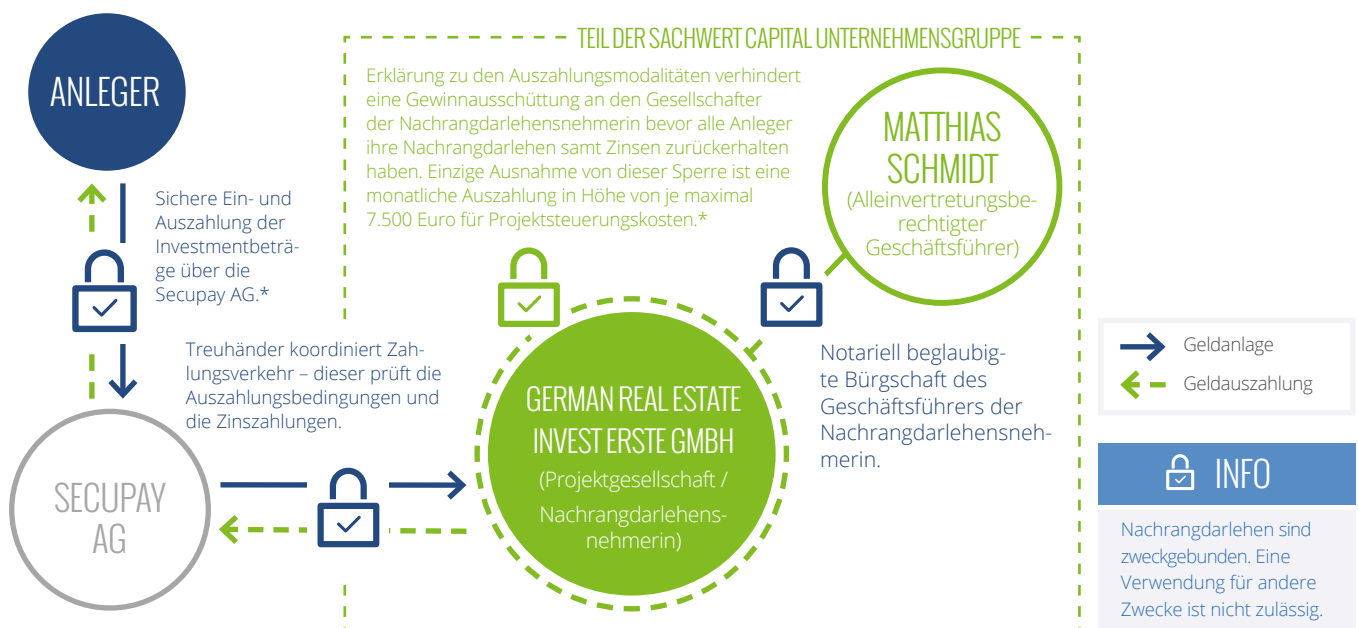 TEIL DER SACHWERT CAPITAL UNTERNEHMENSGRUPPE
ANLEGER
Erklärung zu den Auszahlungsmodalitäten verhindert
eine Gewinnausschüttung an den Gesellschafter
der Nachrangdarlehensnehmerin bevor alle Anleger
ihre Nachrangdarlehen samt Zinsen zurückerhalten
haben. Einzige Ausnahme von dieser Sperre ist eine
monatliche Auszahlung in Höhe von je maximal
7.500 Euro für Projektsteuerungskosten.*
MATTHIAS
SCHMIDT
(Alleinvertretungsbe-
rechtigter
Geschäftsführer)
Sichere Ein- und
Auszahlung der
Investmentbeträ-
ge über die
Secupay AG.*
Treuhänder koordiniert Zah-
lungsverkehr – dieser prüft die
Auszahlungsbedingungen und
die Zinszahlungen.
SECUPAY
AG
GERMAN REAL ESTATE
INVEST ERSTE GMBH
(Projektgesellschaft /
Nachrangdarlehens-
nehmerin)
Notariell beglaubig-
te Bürgschaft des
Geschäftsführers der
Nachrangdarlehensneh-
merin.
Geldanlage
Geldauszahlung
INFO
Nachrangdarlehen sind
zweckgebunden. Eine
Verwendung für andere
Zwecke ist nicht zulässig.